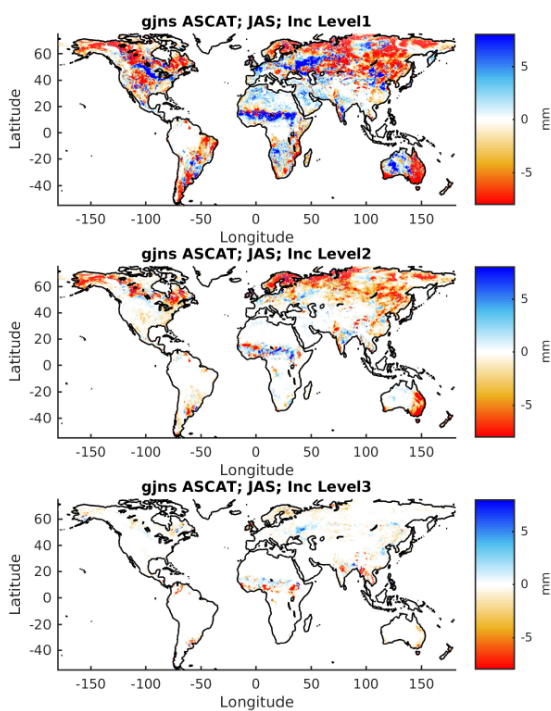 gjns ASCAT; JAS; Inc Level1
60
40
20
0
-20
-40
Latitude
-150 -100 -50 0 50 100 150
Longitude
5
0
-5
mm
gjns ASCAT; JAS; Inc Level2
60
40
20
0
-20
-40
Latitude
-150 -100 -50 0 50 100 150
Longitude
5
0
-5
mm
gjns ASCAT; JAS; Inc Level3
60
40
20
0
-20
-40
Latitude
-150 -100 -50 0 50 100 150
Longitude
5
0
-5
mm